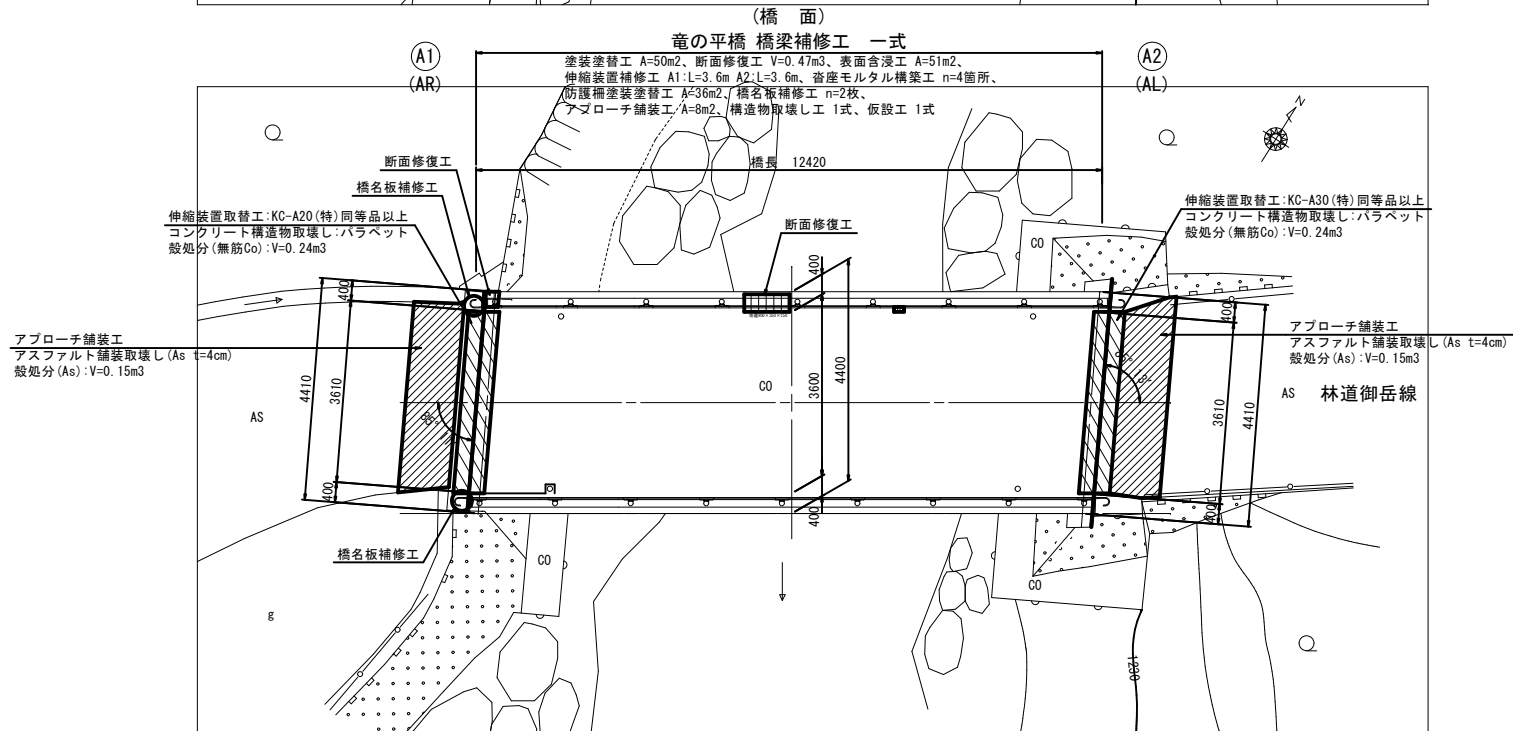 (橋　面)
竜の平橋 橋梁補修工　一式
塗装塗替工 A=50m2、断面修復工 V=0.47m3、表面含浸工 A=51m2、
伸縮装置補修工 A1:L=3.6m A2:L=3.6m、沓座モルタル構築工 n=4箇所、
防護柵塗装塗替工 A=36m2、橋名板補修工 n=2枚、
アプローチ舗装工 A=8m2、構造物取壊し工 1式、仮設工 1式
A1
(AR)
A2
(AL)
N
橋長　12420
断面修復工
橋名板補修工
伸縮装置取替工:KC-A20(特)同等品以上
コンクリート構造物取壊し:パラペット
殻処分(無筋Co):V=0.24m3
断面修復工
伸縮装置取替工:KC-A30(特)同等品以上
コンクリート構造物取壊し:パラペット
殻処分(無筋Co):V=0.24m3
CO
400
4410
3610
400
アプローチ舗装工
アスファルト舗装取壊し(As t=4cm)
殻処分(As):V=0.15m3
AS
400
3600
4400
400
CO
400
3610
4410
400
アプローチ舗装工
アスファルト舗装取壊し(As t=4cm)
殻処分(As):V=0.15m3
AS
林道御岳線
橋名板補修工
CO
CO
g
1230